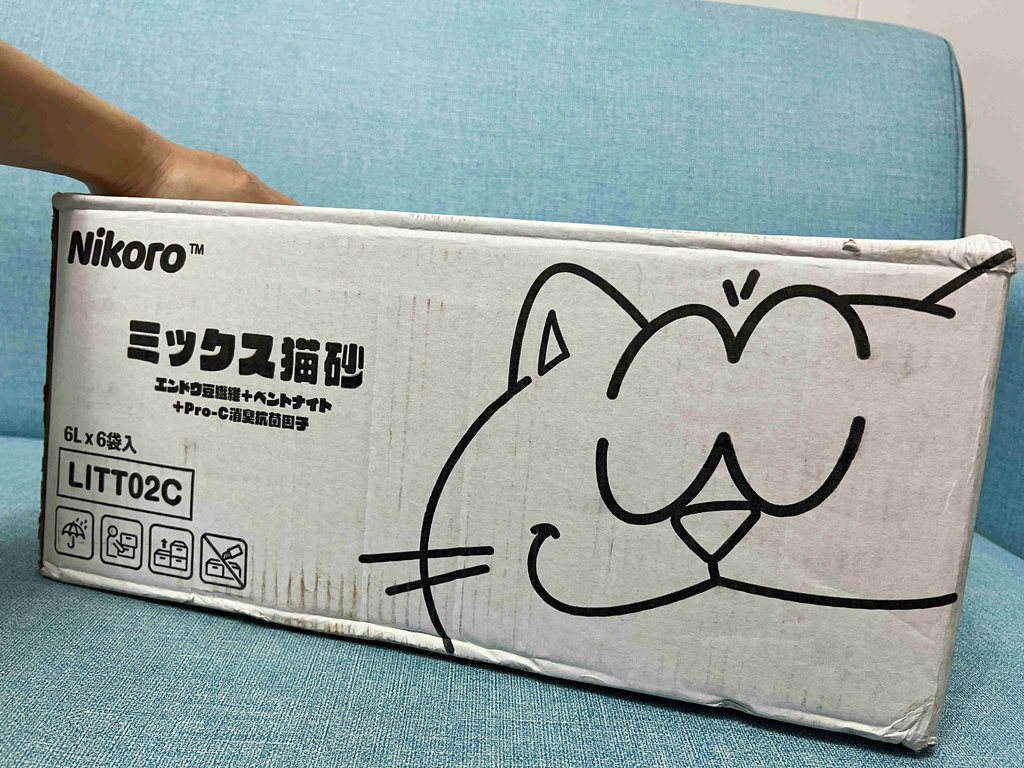 Nikoro™
ミックス猫砂
エンドウ豆繊維+ベントナイト
+Pro-C消臭抗菌因子
6L x 6袋入
LITT02C